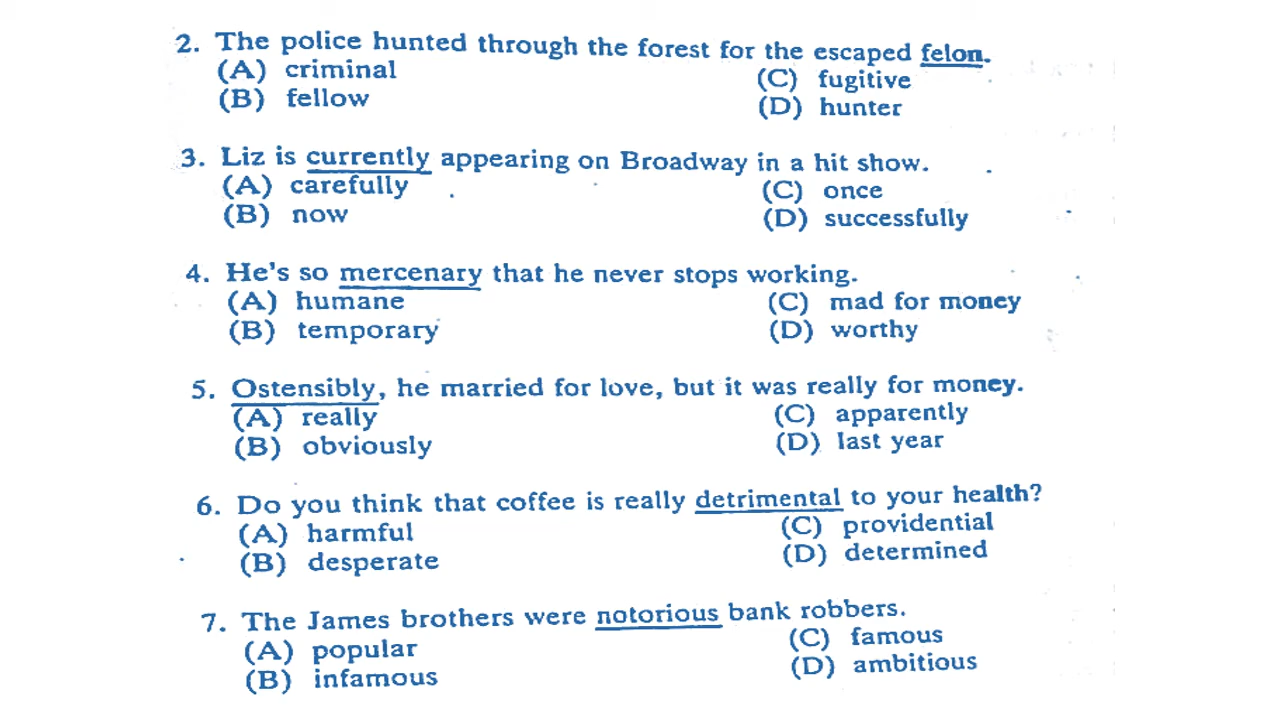 2. The police hunted through the forest for the escaped felon.
(A) criminal (C) fugitive
(B) fellow (D) hunter
3. Liz is currently appearing on Broadway in a hit show.
(A) carefully (C) once
(B) now (D) successfully
4. He's so mercenary that he never stops working.
(A) humane (C) mad for money
(B) temporary (D) worthy
5. Ostensibly, he married for love, but it was really for money.
(A) really (C) apparently
(B) obviously (D) last year
6. Do you think that coffee is really detrimental to your health?
(A) harmful (C) providential
(B) desperate (D) determined
7. The James brothers were notorious bank robbers.
(A) popular (C) famous
(B) infamous (D) ambitious